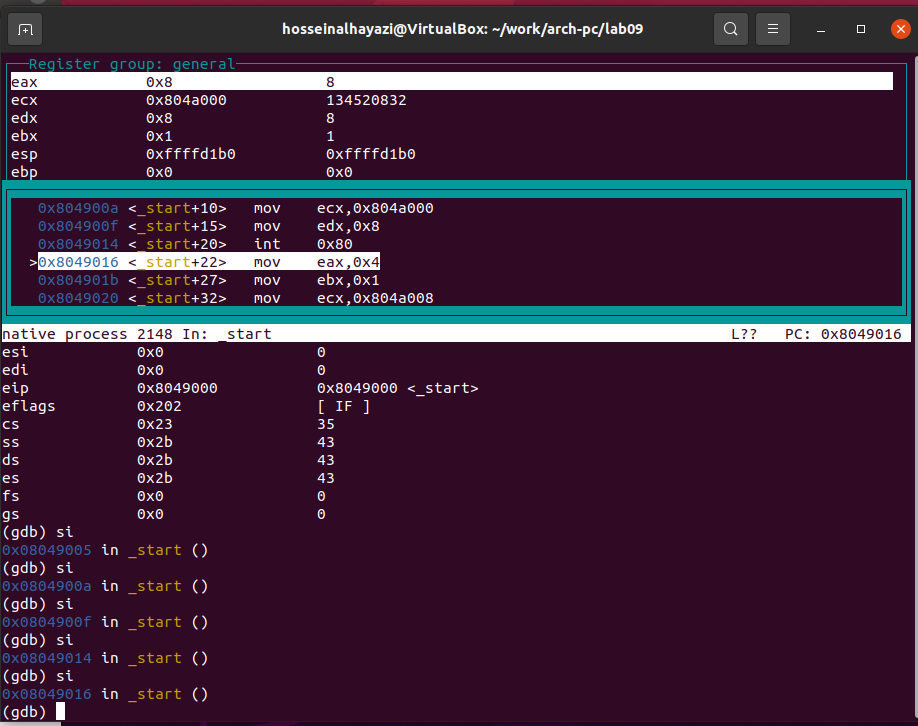 hosseinalhayazi@VirtualBox: ~/work/arch-pc/lab09
Register group: general
eax 0x8 8
ecx 0x804a000 134520832
edx 0x8 8
ebx 0x1 1
esp 0xffffd1b0 0xffffd1b0
ebp 0x0 0x0
0x804900a <_start+10> mov ecx,0x804a000
0x804900f <_start+15> mov edx,0x8
0x8049014 <_start+20> int 0x80
>0x8049016 <_start+22> mov eax,0x4
0x804901b <_start+27> mov ebx,0x1
0x8049020 <_start+32> mov ecx,0x804a008
native process 2148 In: _start L?? PC: 0x8049016
esi 0x0 0
edi 0x0 0
eip 0x8049000 0x8049000 <_start>
eflags 0x202 [ IF ]
cs 0x23 35
ss 0x2b 43
ds 0x2b 43
es 0x2b 43
fs 0x0 0
gs 0x0 0
(gdb) si
0x08049005 in _start ()
(gdb) si
0x0804900a in _start ()
(gdb) si
0x0804900f in _start ()
(gdb) si
0x08049014 in _start ()
(gdb) si
0x08049016 in _start ()
(gdb)